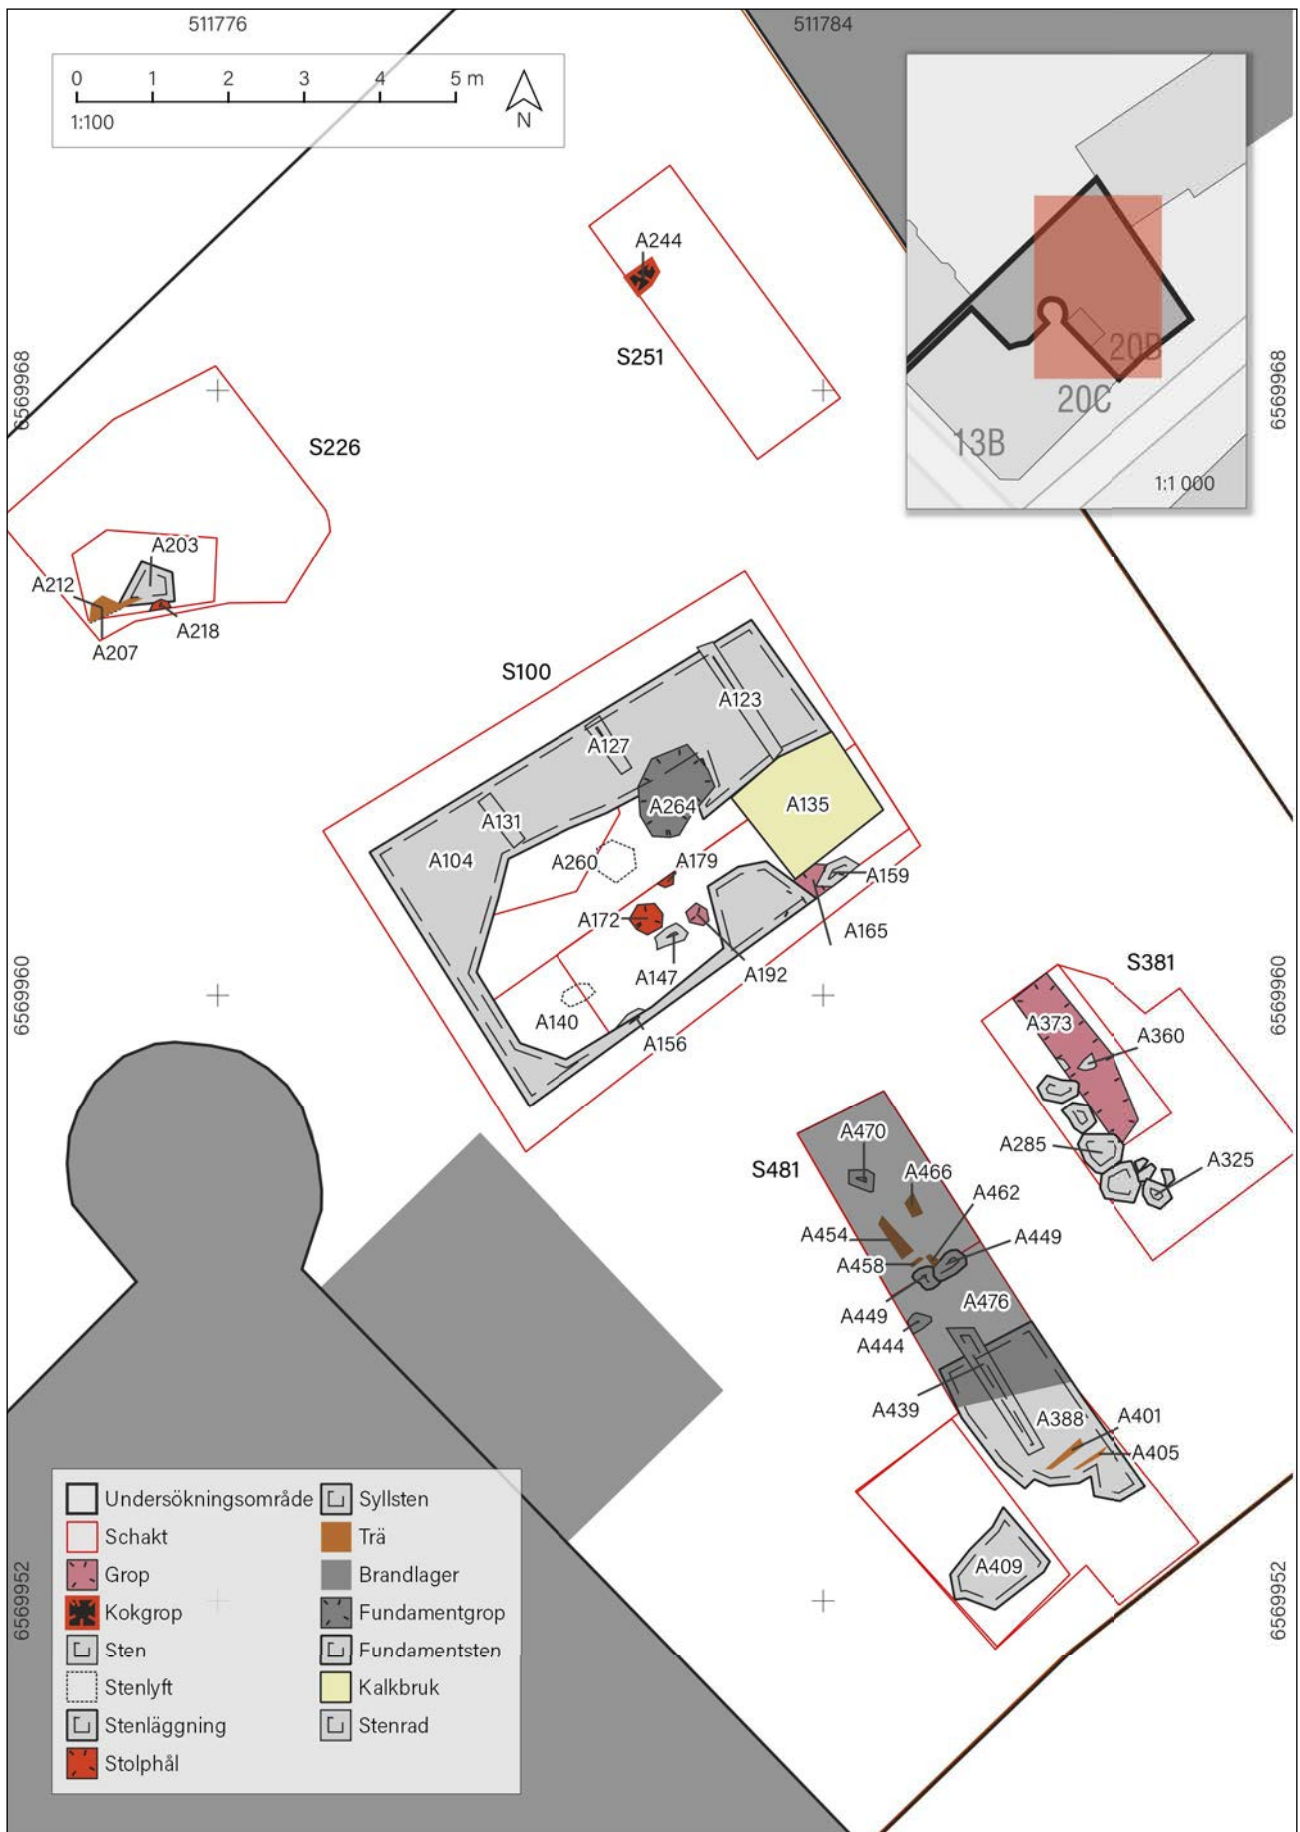 511776
511784
0 1 2 3 4 5 m
N
1:100
A244
S251
6569968
6569968
20B
20C
13B
1:1 000
S226
A203
A212
A218
A207
S100
A123
A127
A264
A135
A131
A104
A260
A179
A159
A172
A165
A147
A192
A140
A156
6569960
6569960
S381
A373
A360
A285
A325
A470
S481
A466
A462
A454
A449
A458
A476
A449
A444
A439
A388
A401
A405
A409
6569952
6569952
Undersökningsområde
Schakt
Grop
Kokgrop
Sten
Stenlyft
Stenläggning
Stolphål
Syllsten
Trä
Brandlager
Fundamentgrop
Fundamentsten
Kalkbruk
Stenrad